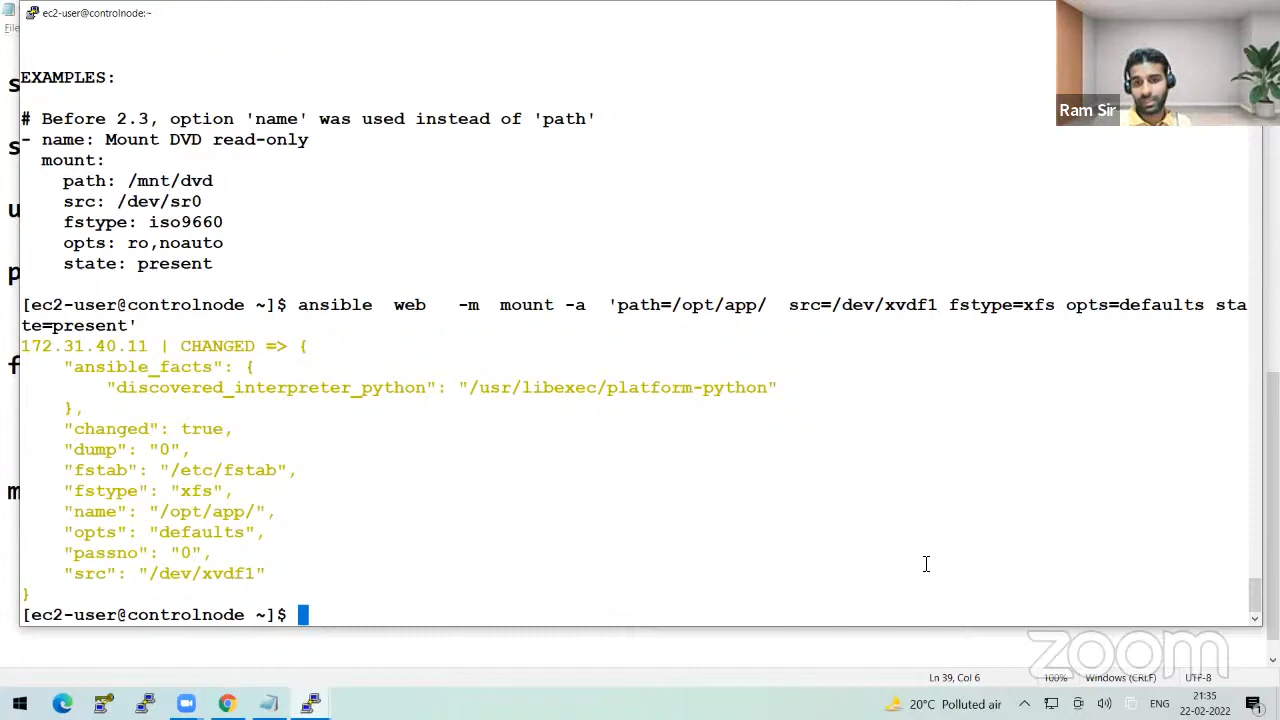 ec2-user@controlnode:~
File
EXAMPLES:
# Before 2.3, option 'name' was used instead of 'path'
- name: Mount DVD read-only
mount:
path: /mnt/dvd
src: /dev/sr0
fstype: iso9660
opts: ro,noauto
state: present
[ec2-user@controlnode ~]$ ansible web -m mount -a 'path=/opt/app/ src=/dev/xvdf1 fstype=xfs opts=defaults sta
te=present'
172.31.40.11 | CHANGED => {
"ansible_facts": {
"discovered_interpreter_python": "/usr/libexec/platform-python"
},
"changed": true,
"dump": "0",
"fstab": "/etc/fstab",
"fstype": "xfs",
"name": "/opt/app/",
"opts": "defaults",
"passno": "0",
"src": "/dev/xvdf1"
}
[ec2-user@controlnode ~]$
Ram Sir
s
s
u
p
f
m
zoom
Ln 39, Col 6
100%
Windows (CRLF)
UTF-8
20°C Polluted air
ENG
21:35
22-02-2022
1